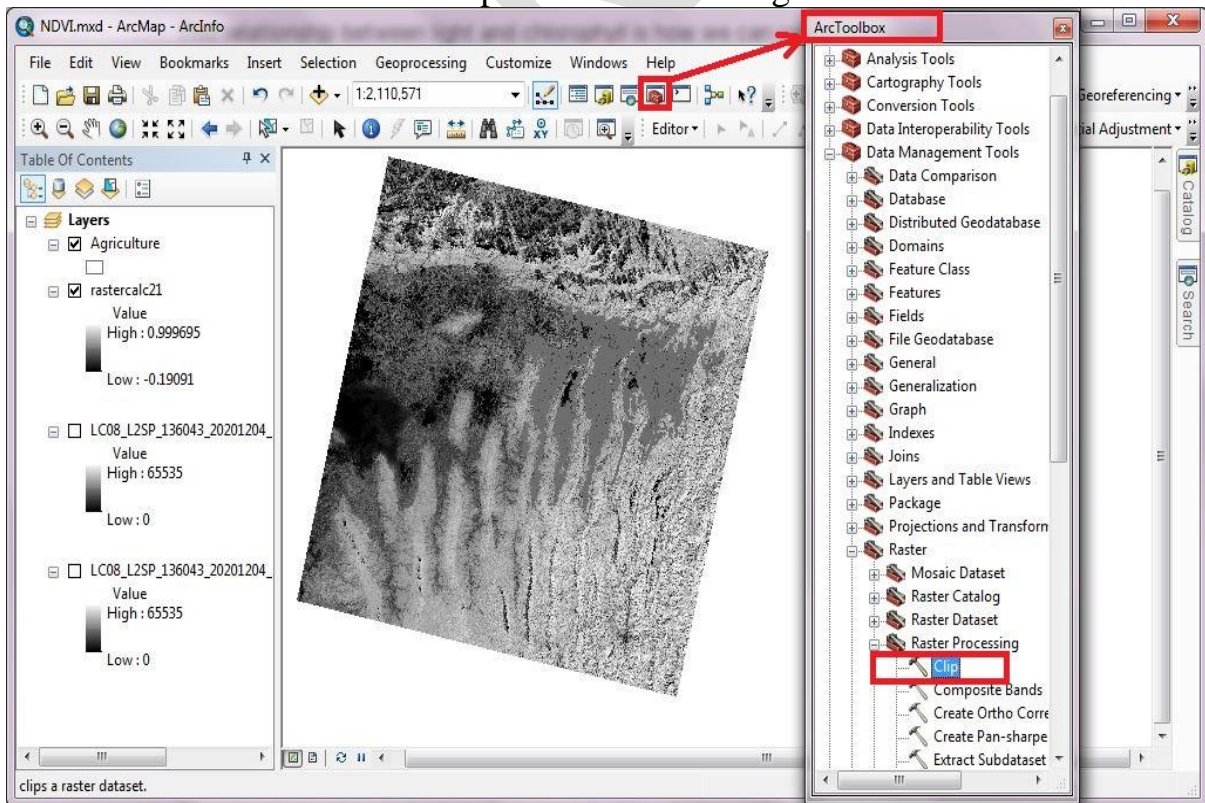 NDVI.mxd - ArcMap - ArcInfo
File Edit View Bookmarks Insert Selection Geoprocessing Customize Windows Help
1:2,110,571
Georeferencing
Editor
ial Adjustment
Table Of Contents
Layers
Agriculture
rastercalc21
Value
High : 0.999695
Low : -0.19091
LC08_L2SP_136043_20201204_
Value
High : 65535
Low : 0
LC08_L2SP_136043_20201204_
Value
High : 65535
Low : 0
clips a raster dataset.
ArcToolbox
Analysis Tools
Cartography Tools
Conversion Tools
Data Interoperability Tools
Data Management Tools
Data Comparison
Database
Distributed Geodatabase
Domains
Feature Class
Features
Fields
File Geodatabase
General
Generalization
Graph
Indexes
Joins
Layers and Table Views
Package
Projections and Transform
Raster
Mosaic Dataset
Raster Catalog
Raster Dataset
Raster Processing
Clip
Composite Bands
Create Ortho Corre
Create Pan-sharpe
Extract Subdataset
Catalog
Search